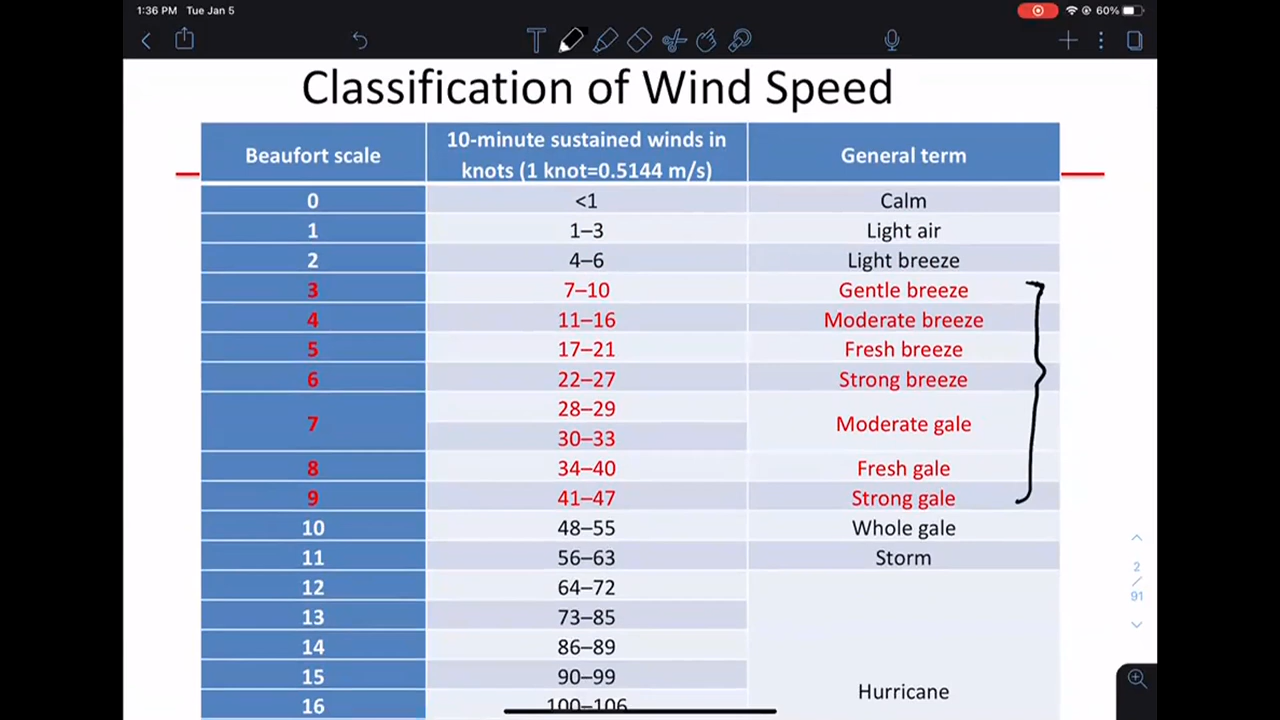 1:36 PM Tue Jan 5
60%
Classification of Wind Speed
Beaufort scale 10-minute sustained winds in knots (1 knot=0.5144 m/s) General term
0 <1 Calm
1 1–3 Light air
2 4–6 Light breeze
3 7–10 Gentle breeze
4 11–16 Moderate breeze
5 17–21 Fresh breeze
6 22–27 Strong breeze
7 28–29 Moderate gale
30–33
8 34–40 Fresh gale
9 41–47 Strong gale
10 48–55 Whole gale
11 56–63 Storm
12 64–72
13 73–85
14 86–89
15 90–99
16 100–106 Hurricane
2
/
91